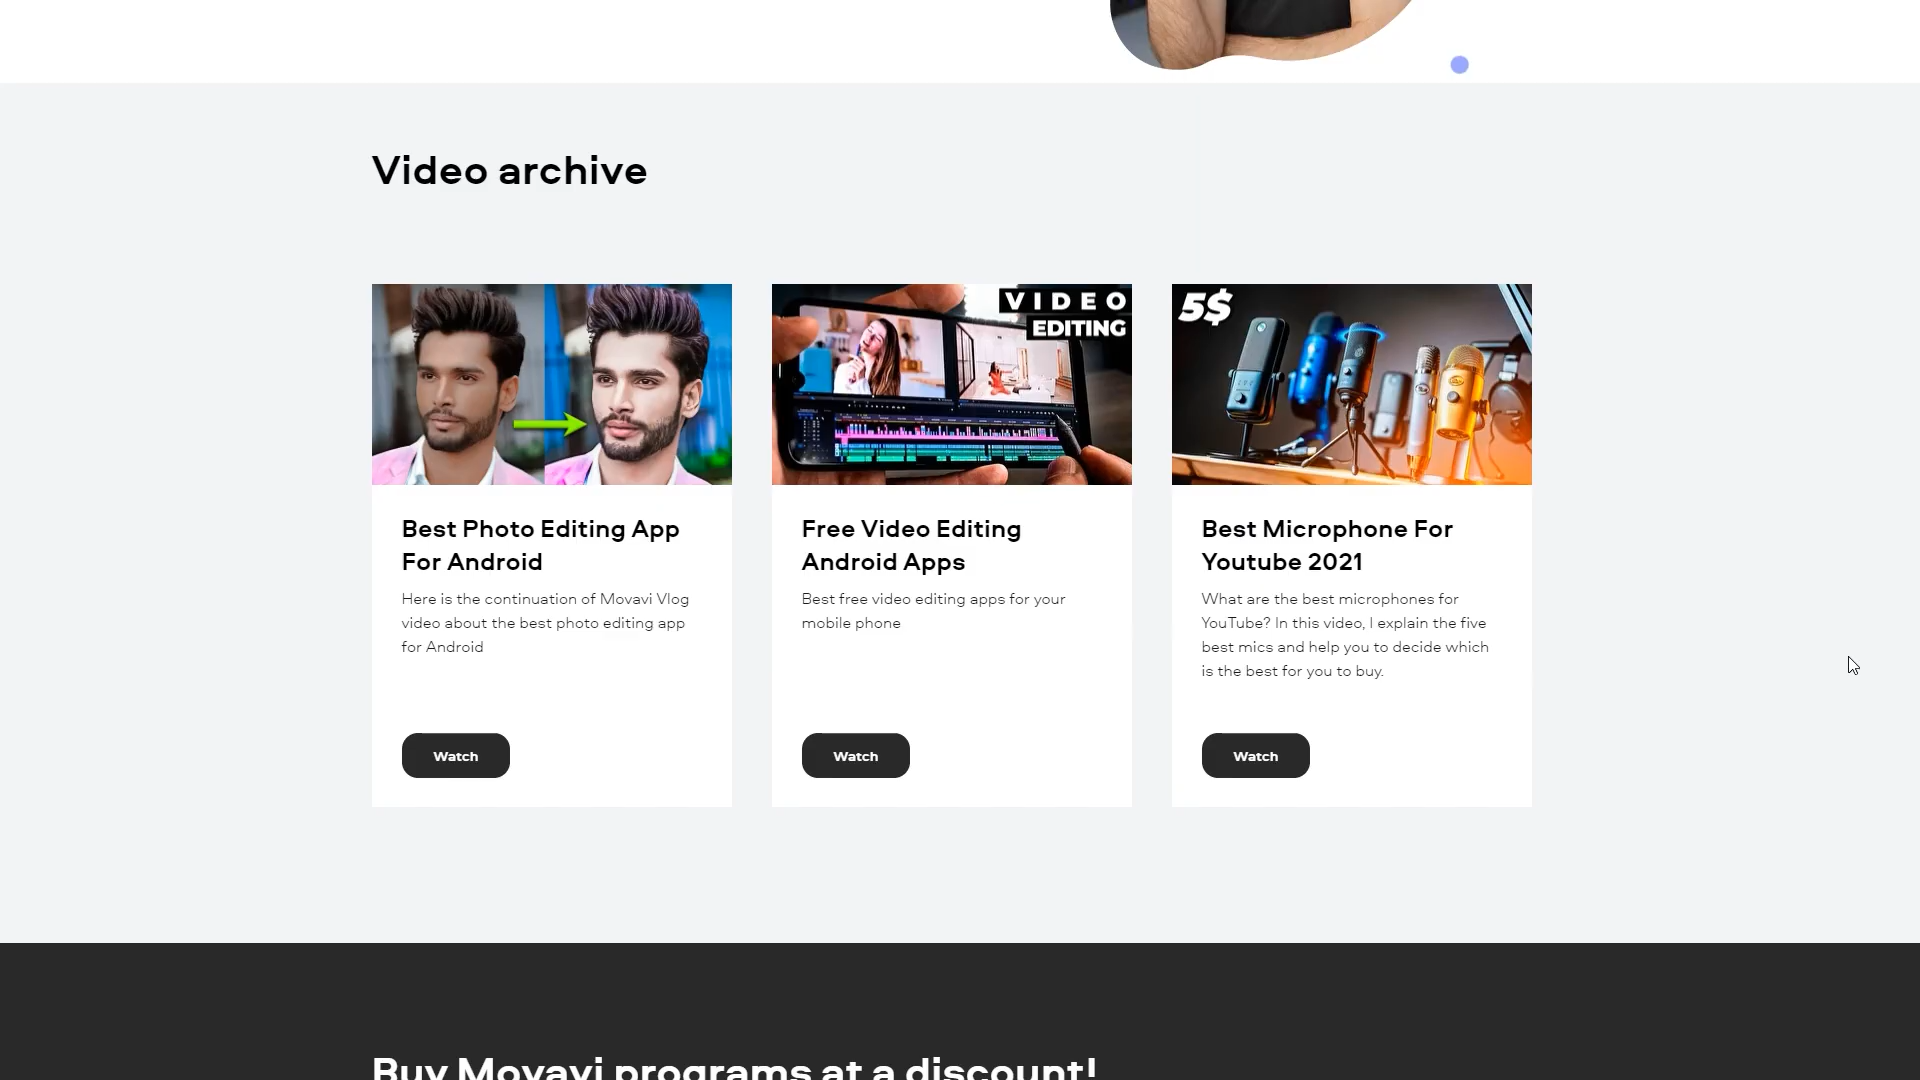 Video archive
VIDEO
EDITING
5$
Best Photo Editing App
For Android
Here is the continuation of Movavi Vlog
video about the best photo editing app
for Android
Watch
Free Video Editing
Android Apps
Best free video editing apps for your
mobile phone
Watch
Best Microphone For
Youtube 2021
What are the best microphones for
YouTube? In this video, I explain the five
best mics and help you to decide which
is the best for you to buy.
Watch
Buy Movavi programs at a discount!